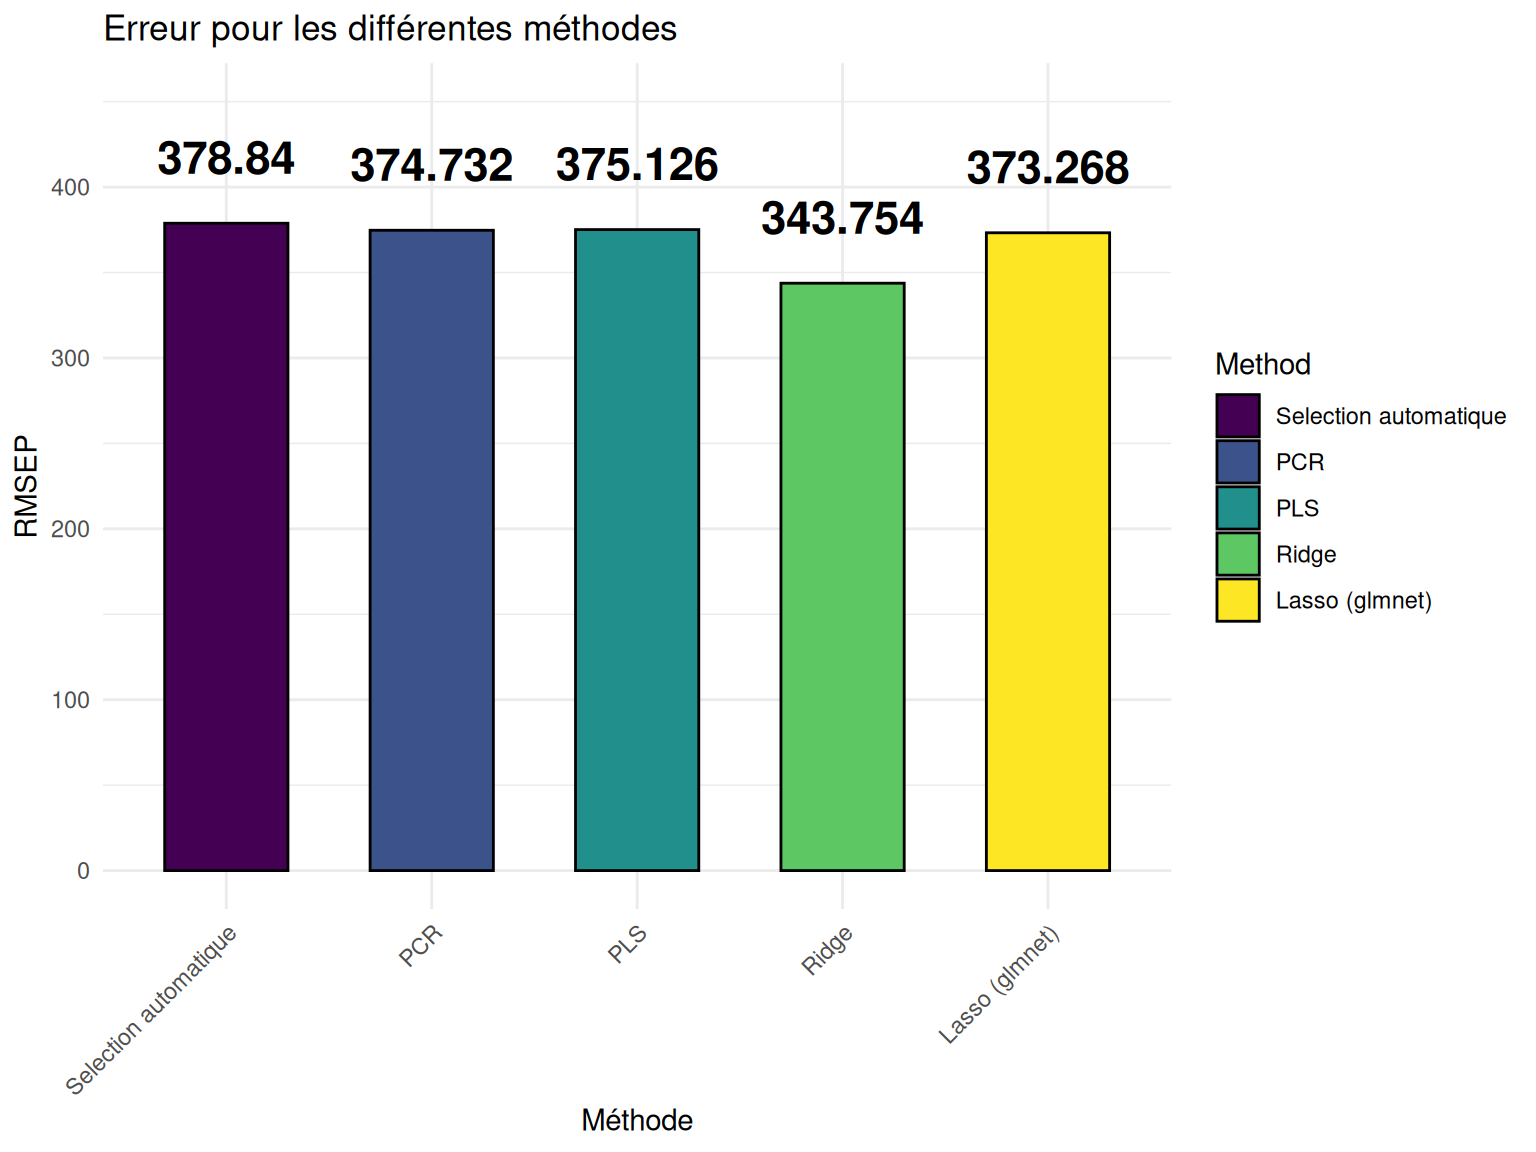 Erreur pour les différentes méthodes
378.84
374.732
375.126
343.754
373.268
400
300
200
100
0
RMSEP
Selection automatique
PCR
PLS
Ridge
Lasso (glmnet)
Méthode
Method
Selection automatique
PCR
PLS
Ridge
Lasso (glmnet)